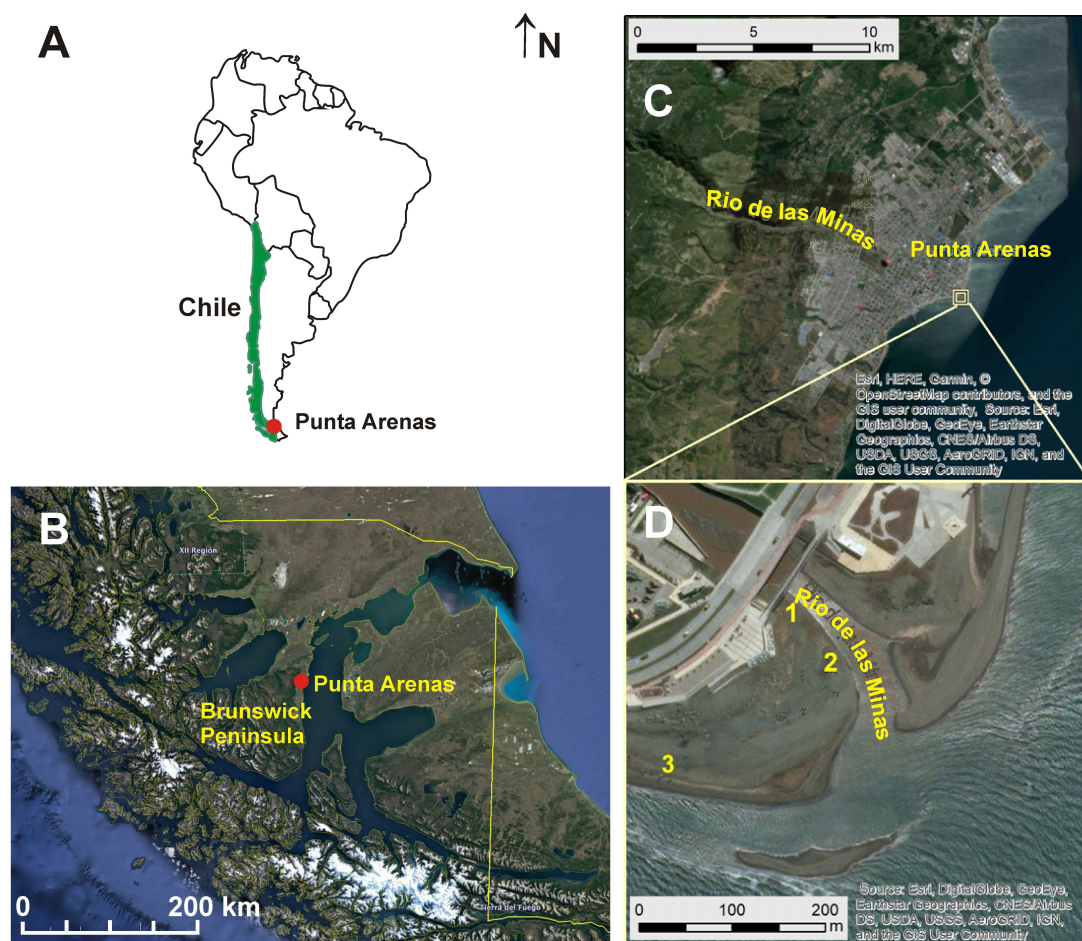 A
N
Chile
Punta Arenas
B
XII Región
Punta Arenas
Brunswick
Peninsula
Tierra del Fuego
0 200 km
0 5 10
km
C
Rio de las Minas
Punta Arenas
Esri, HERE, Garmin, ©
OpenStreetMap contributors, and the
GIS user community, Source: Esri,
DigitalGlobe, GeoEye, Earthstar
Geographics, CNES/Airbus DS,
USDA, USGS, AeroGRID, IGN, and
the GIS User Community
D
1
Rio de las Minas
2
3
Source: Esri, DigitalGlobe, GeoEye,
Earthstar Geographics, CNES/Airbus
DS, USDA, USGS, AeroGRID, IGN,
and the GIS User Community
0 100 200
m